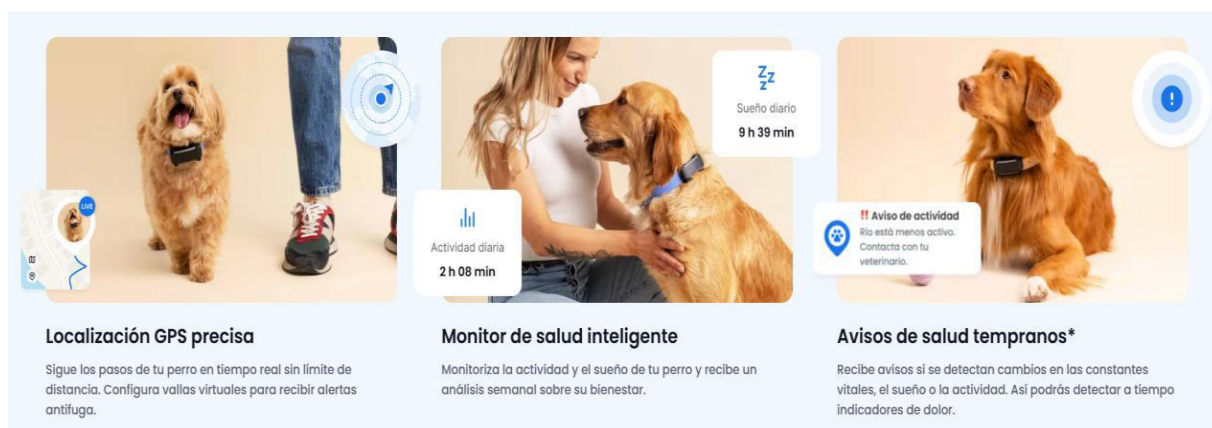 LIVE
Actividad diaria
2 h 08 min
Zzz
Sueño diario
9 h 39 min
!
!! Aviso de actividad
Río está menos activo.
Contacta con tu
veterinario.
Localización GPS precisa
Sigue los pasos de tu perro en tiempo real sin límite de
distancia. Configura vallas virtuales para recibir alertas
antifuga.
Monitor de salud inteligente
Monitoriza la actividad y el sueño de tu perro y recibe un
análisis semanal sobre su bienestar.
Avisos de salud tempranos*
Recibe avisos si se detectan cambios en las constantes
vitales, el sueño o la actividad. Así podrás detectar a tiempo
indicadores de dolor.